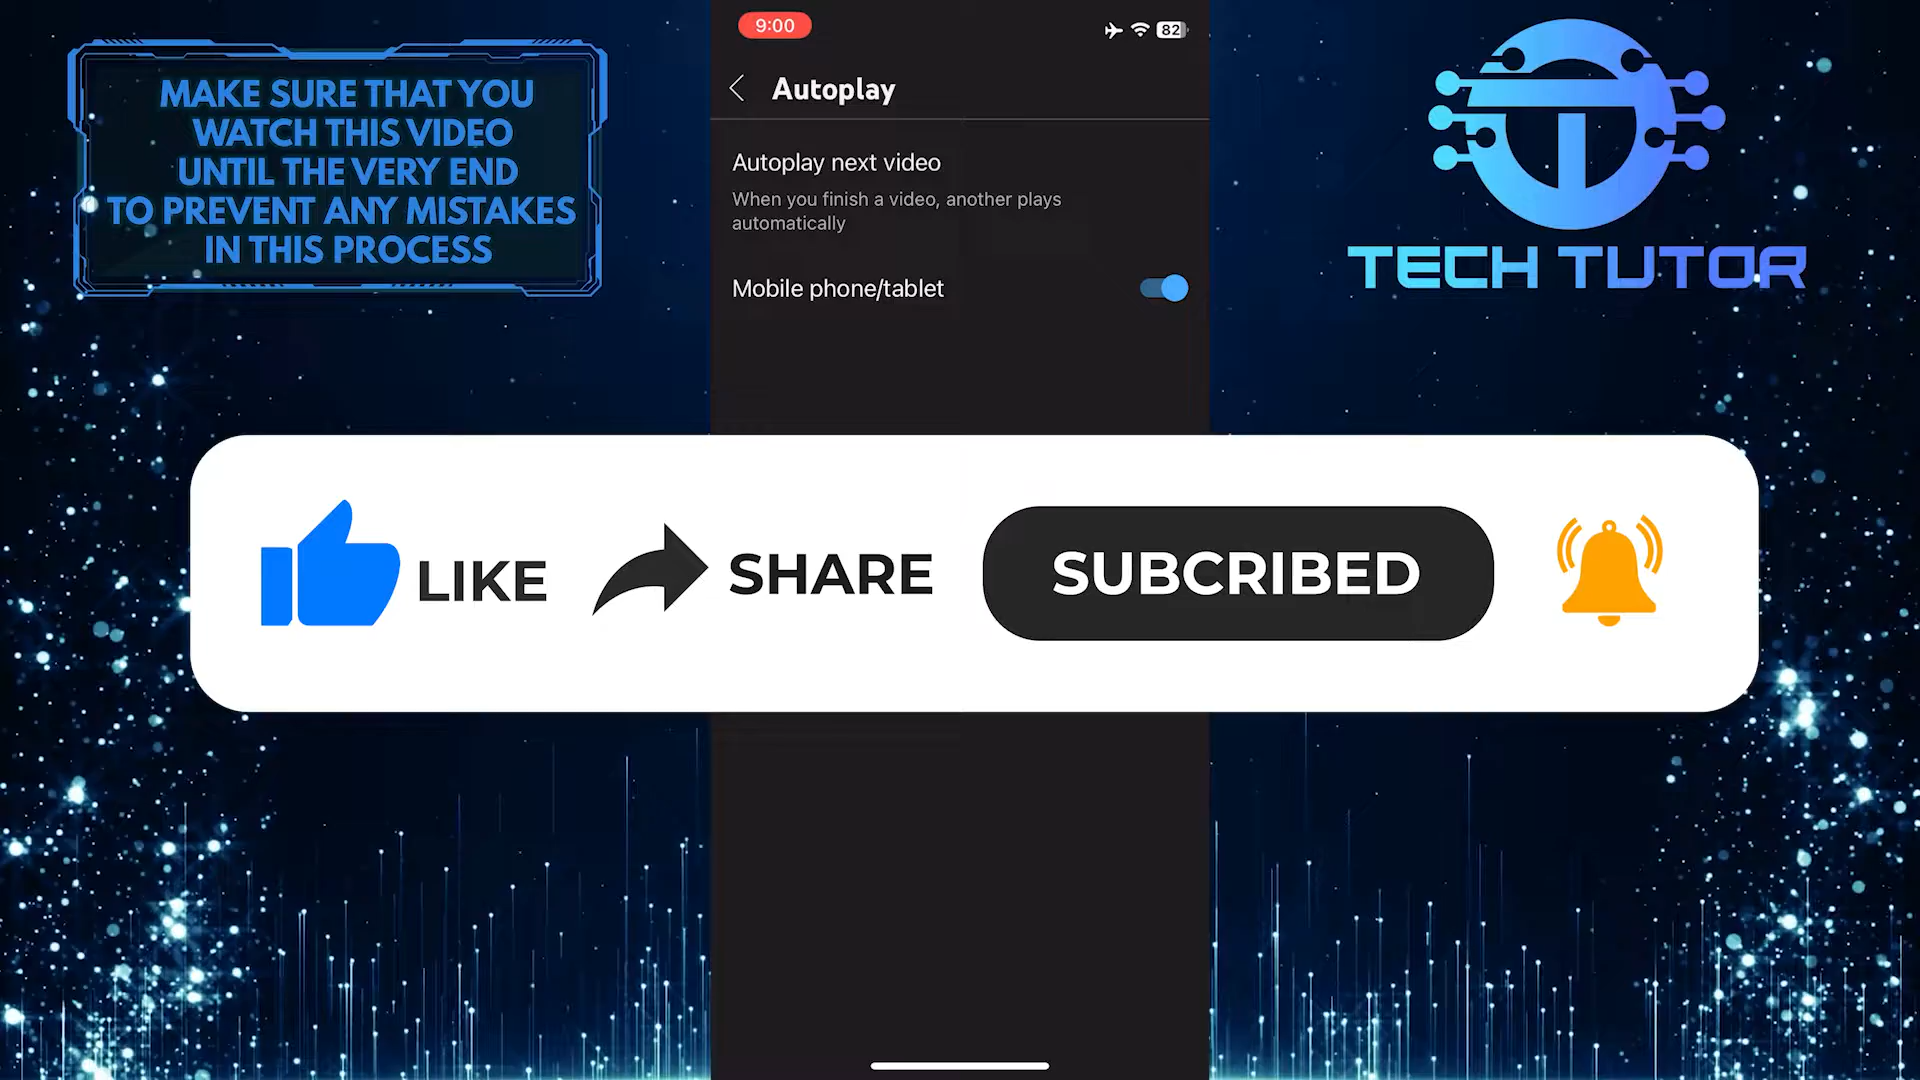 MAKE SURE THAT YOU
WATCH THIS VIDEO
UNTIL THE VERY END
TO PREVENT ANY MISTAKES
IN THIS PROCESS
9:00
82
Autoplay
Autoplay next video
When you finish a video, another plays
automatically
Mobile phone/tablet
TECH TUTOR
LIKE
SHARE
SUBCRIBED